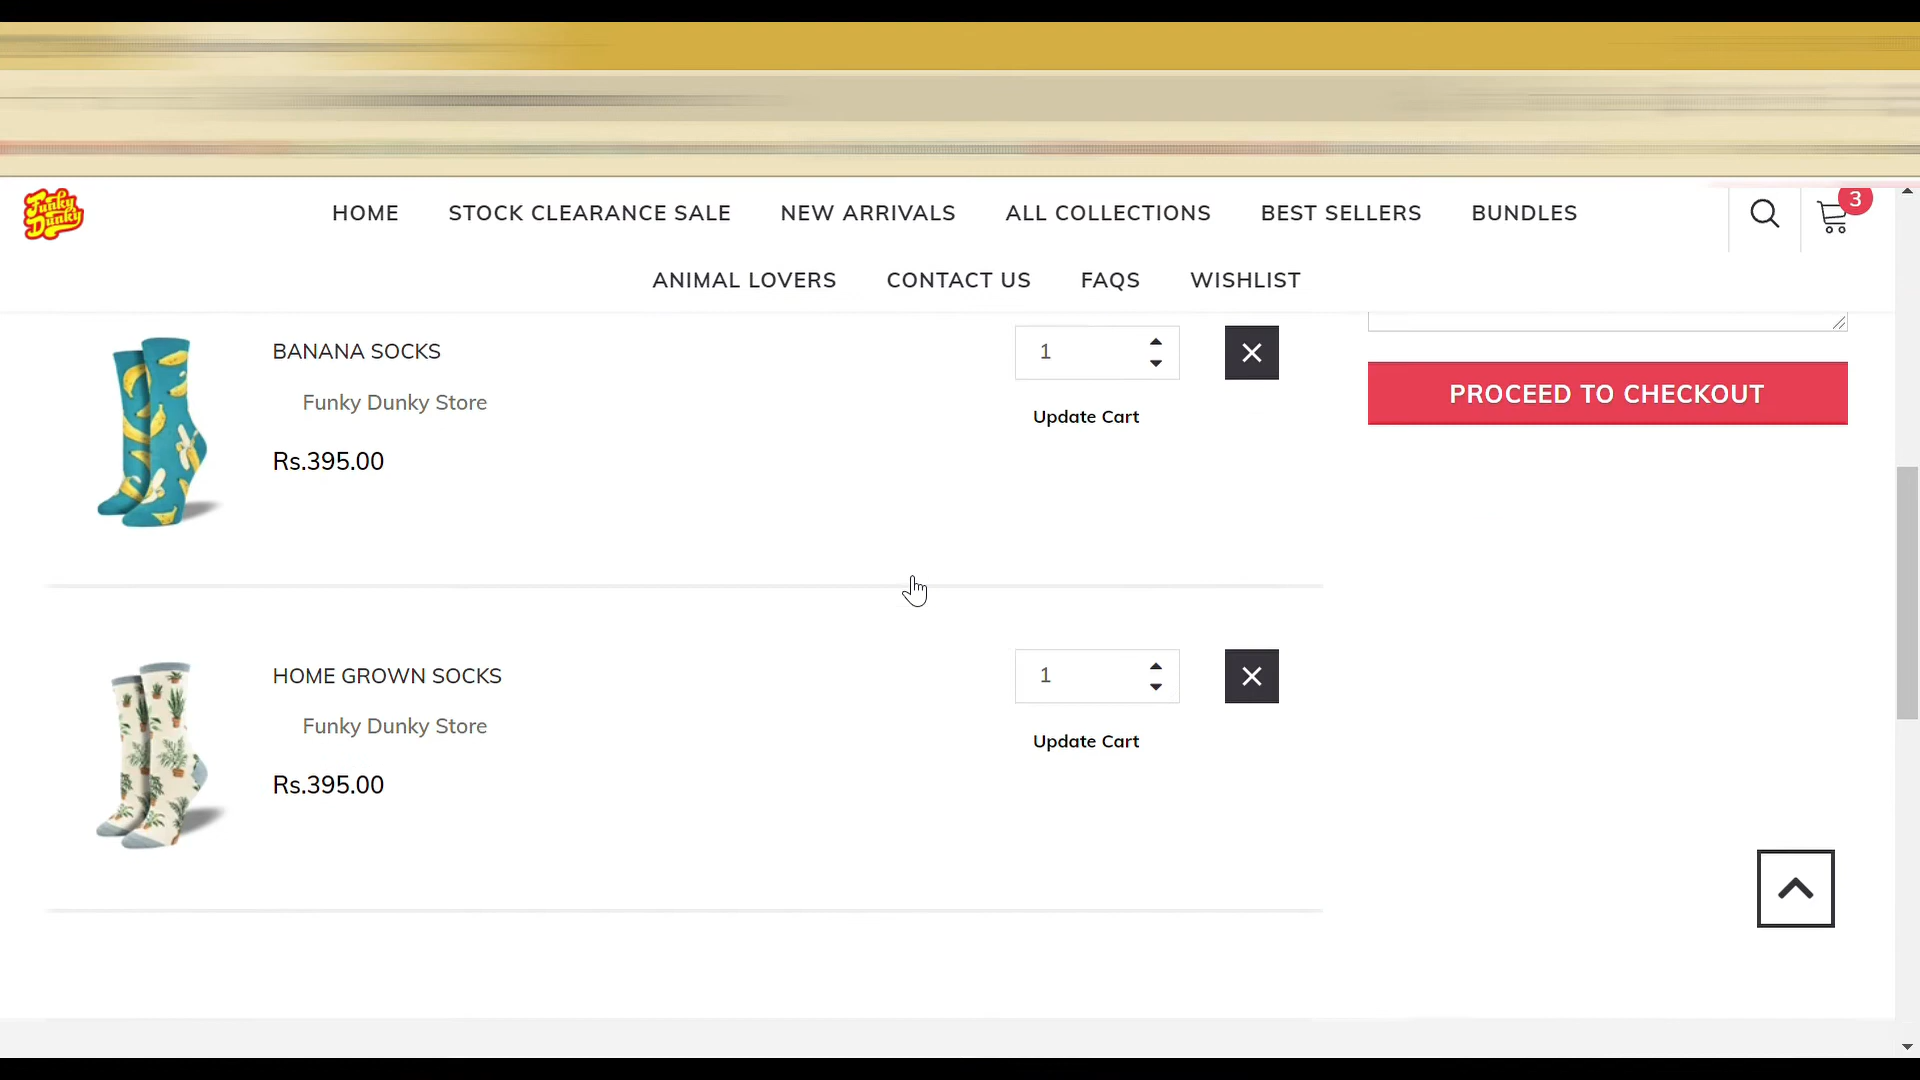 Funky
Dunky
HOME STOCK CLEARANCE SALE NEW ARRIVALS ALL COLLECTIONS BEST SELLERS BUNDLES
3
ANIMAL LOVERS CONTACT US FAQS WISHLIST
BANANA SOCKS
1
Funky Dunky Store
Update Cart
Rs.395.00
PROCEED TO CHECKOUT
HOME GROWN SOCKS
1
Funky Dunky Store
Update Cart
Rs.395.00